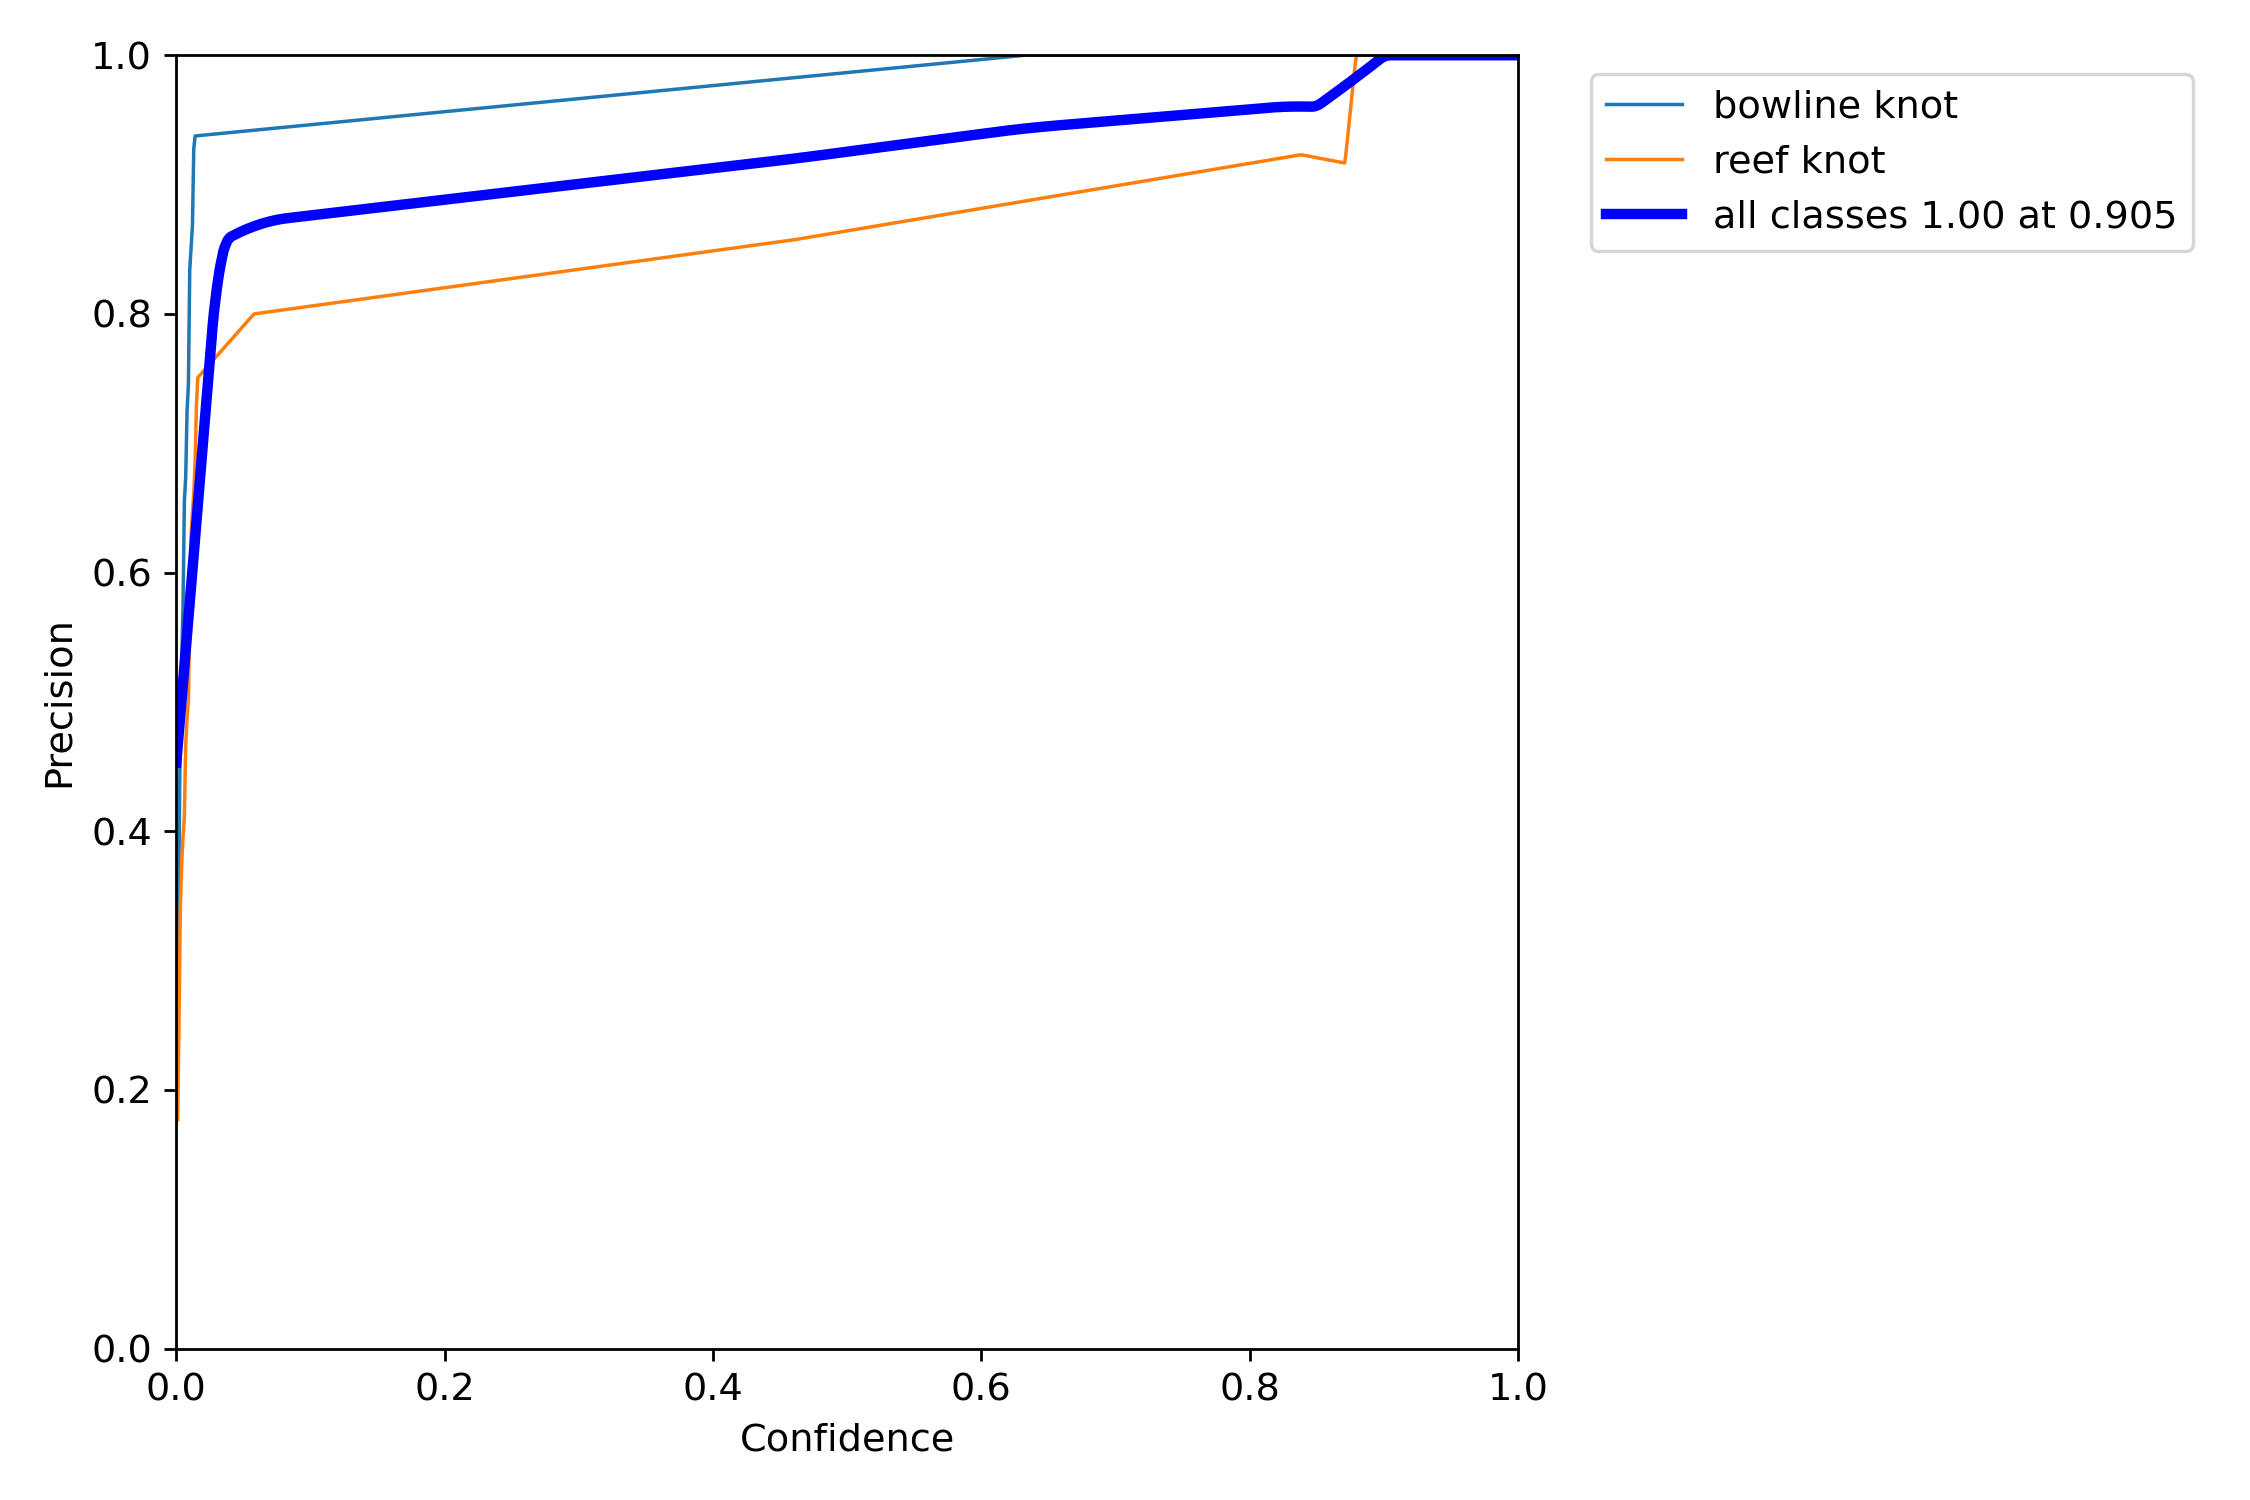 1.0
0.8
0.6
0.4
0.2
0.0
Precision
0.0 0.2 0.4 0.6 0.8 1.0
Confidence
bowline knot
reef knot
all classes 1.00 at 0.905